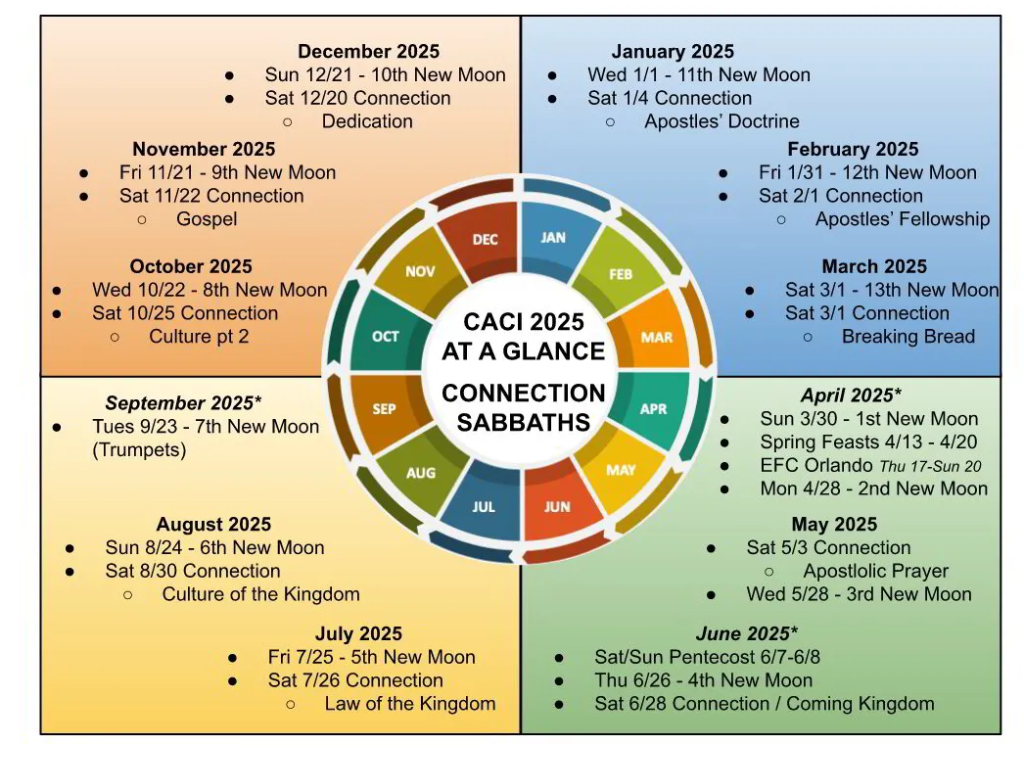 December 2025
● Sun 12/21 - 10th New Moon
● Sat 12/20 Connection
○ Dedication
November 2025
● Fri 11/21 - 9th New Moon
● Sat 11/22 Connection
○ Gospel
October 2025
● Wed 10/22 - 8th New Moon
● Sat 10/25 Connection
○ Culture pt 2
January 2025
● Wed 1/1 - 11th New Moon
● Sat 1/4 Connection
○ Apostles' Doctrine
February 2025
● Fri 1/31 - 12th New Moon
● Sat 2/1 Connection
○ Apostles' Fellowship
March 2025
● Sat 3/1 - 13th New Moon
● Sat 3/1 Connection
○ Breaking Bread
DEC
JAN
NOV
FEB
OCT
MAR
SEP
APR
AUG
MAY
JUL
JUN
CACI 2025
AT A GLANCE
CONNECTION
SABBATHS
September 2025*
● Tues 9/23 - 7th New Moon
(Trumpets)
August 2025
● Sun 8/24 - 6th New Moon
● Sat 8/30 Connection
○ Culture of the Kingdom
July 2025
● Fri 7/25 - 5th New Moon
● Sat 7/26 Connection
○ Law of the Kingdom
April 2025*
● Sun 3/30 - 1st New Moon
● Spring Feasts 4/13 - 4/20
● EFC Orlando Thu 17-Sun 20
● Mon 4/28 - 2nd New Moon
May 2025
● Sat 5/3 Connection
○ Apostlolic Prayer
● Wed 5/28 - 3rd New Moon
June 2025*
● Sat/Sun Pentecost 6/7-6/8
● Thu 6/26 - 4th New Moon
● Sat 6/28 Connection / Coming Kingdom